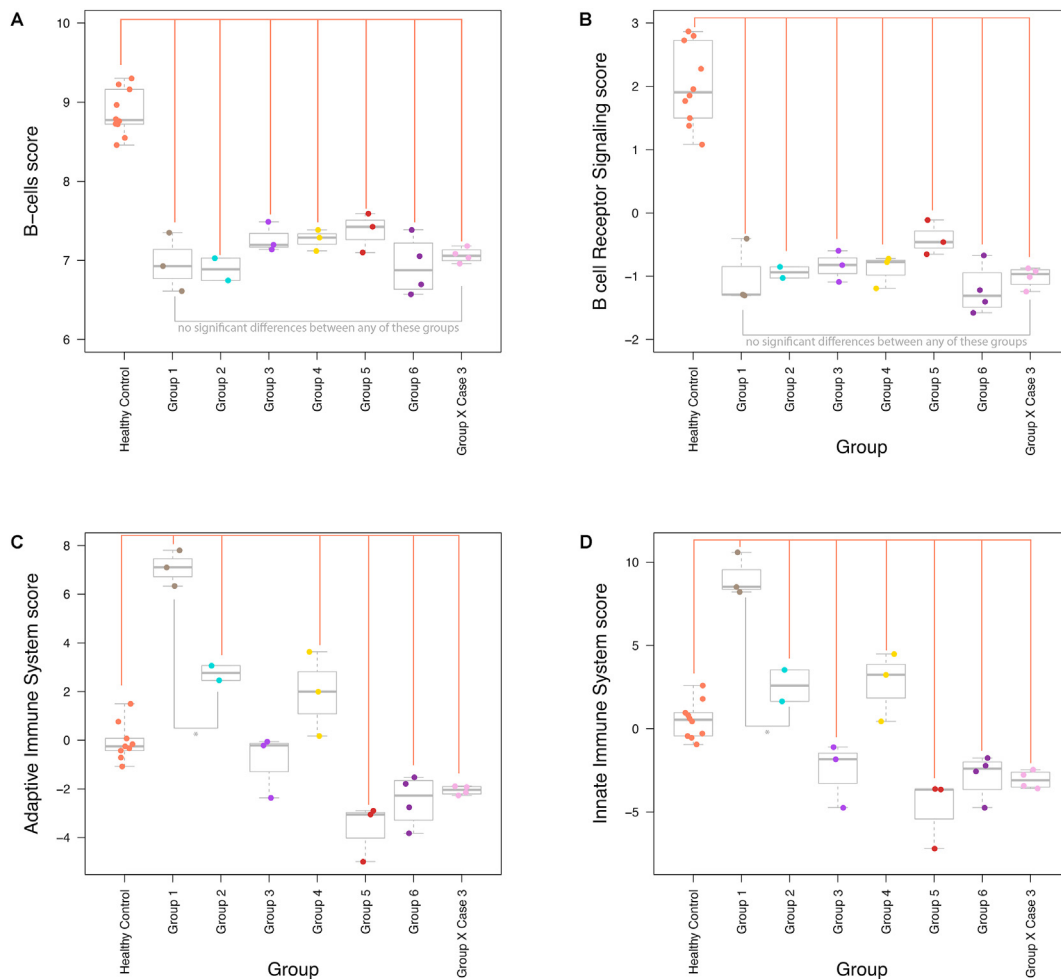 A
B-cells score
10
9
8
7
6
no significant differences between any of these groups
Healthy Control
Group 1
Group 2
Group 3
Group 4
Group 5
Group 6
Group X Case 3
B
B cell Receptor Signaling score
3
2
1
0
−1
−2
no significant differences between any of these groups
Healthy Control
Group 1
Group 2
Group 3
Group 4
Group 5
Group 6
Group X Case 3
Group
C
Adaptive Immune System score
8
6
4
2
0
−2
−4
*
Healthy Control
Group 1
Group 2
Group 3
Group 4
Group 5
Group 6
Group X Case 3
Group
D
Innate Immune System score
10
5
0
−5
*
Healthy Control
Group 1
Group 2
Group 3
Group 4
Group 5
Group 6
Group X Case 3